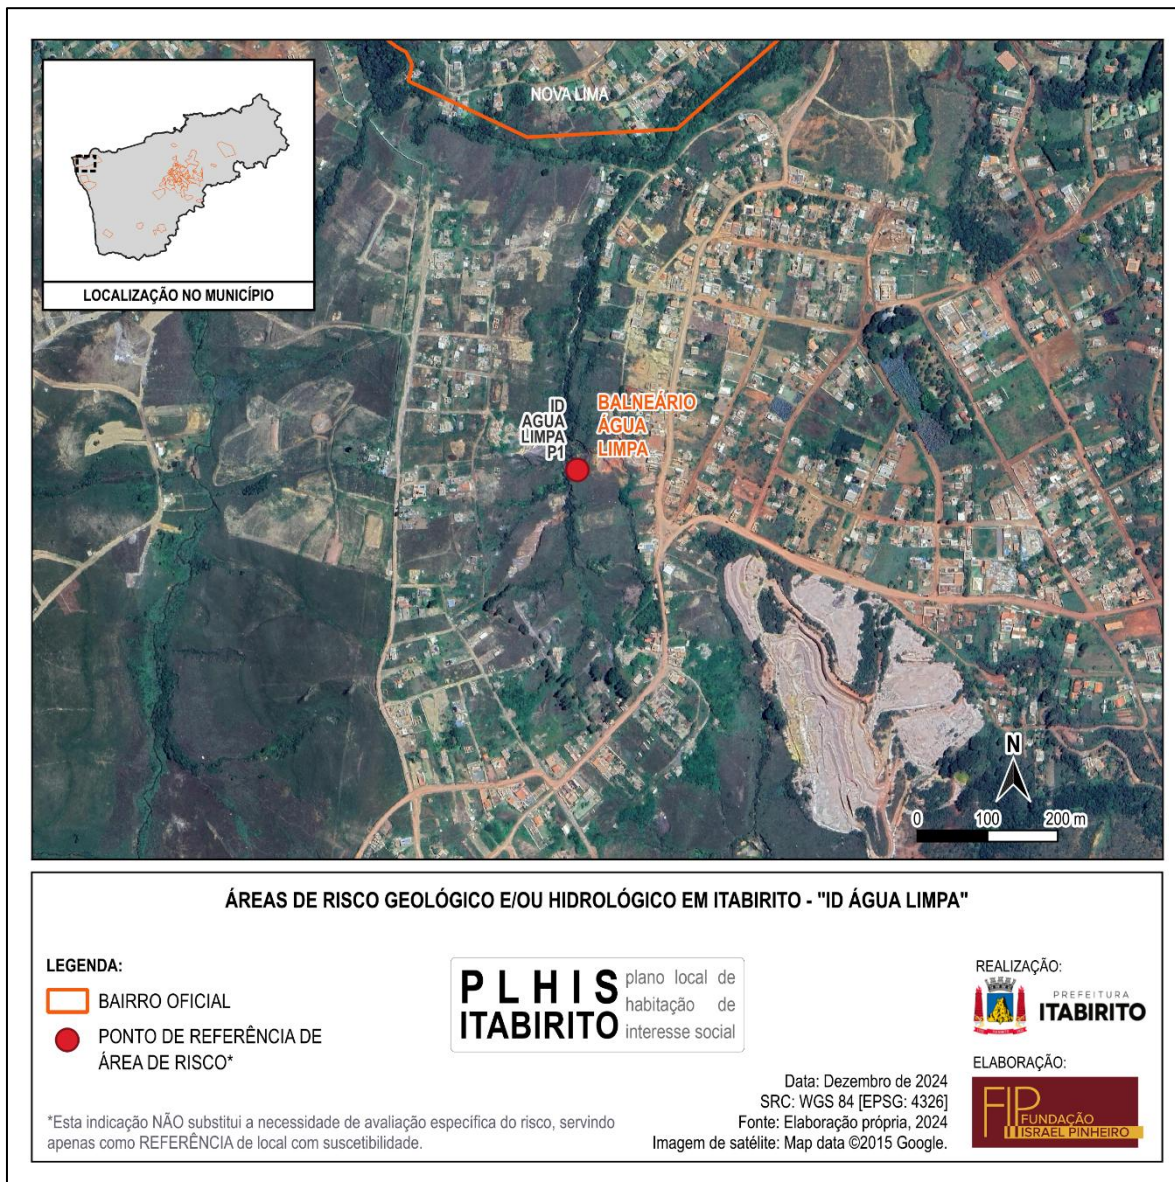 NOVA LIMA
LOCALIZAÇÃO NO MUNICÍPIO
ID
AGUA
LIMPA
P1
BALNEÁRIO
ÁGUA
LIMPA
N
0 100 200 m
ÁREAS DE RISCO GEOLÓGICO E/OU HIDROLÓGICO EM ITABIRITO - "ID ÁGUA LIMPA"
LEGENDA:
BAIRRO OFICIAL
PONTO DE REFERÊNCIA DE
ÁREA DE RISCO*
*Esta indicação NÃO substitui a necessidade de avaliação específica do risco, servindo
apenas como REFERÊNCIA de local com suscetibilidade.
PLHIS
ITABIRITO
plano local de
habitação de
interesse social
Data: Dezembro de 2024
SRC: WGS 84 [EPSG: 4326]
Fonte: Elaboração própria, 2024
Imagem de satélite: Map data ©2015 Google.
REALIZAÇÃO:
PREFEITURA
ITABIRITO
ELABORAÇÃO:
FIP
FUNDAÇÃO
ISRAEL PINHEIRO